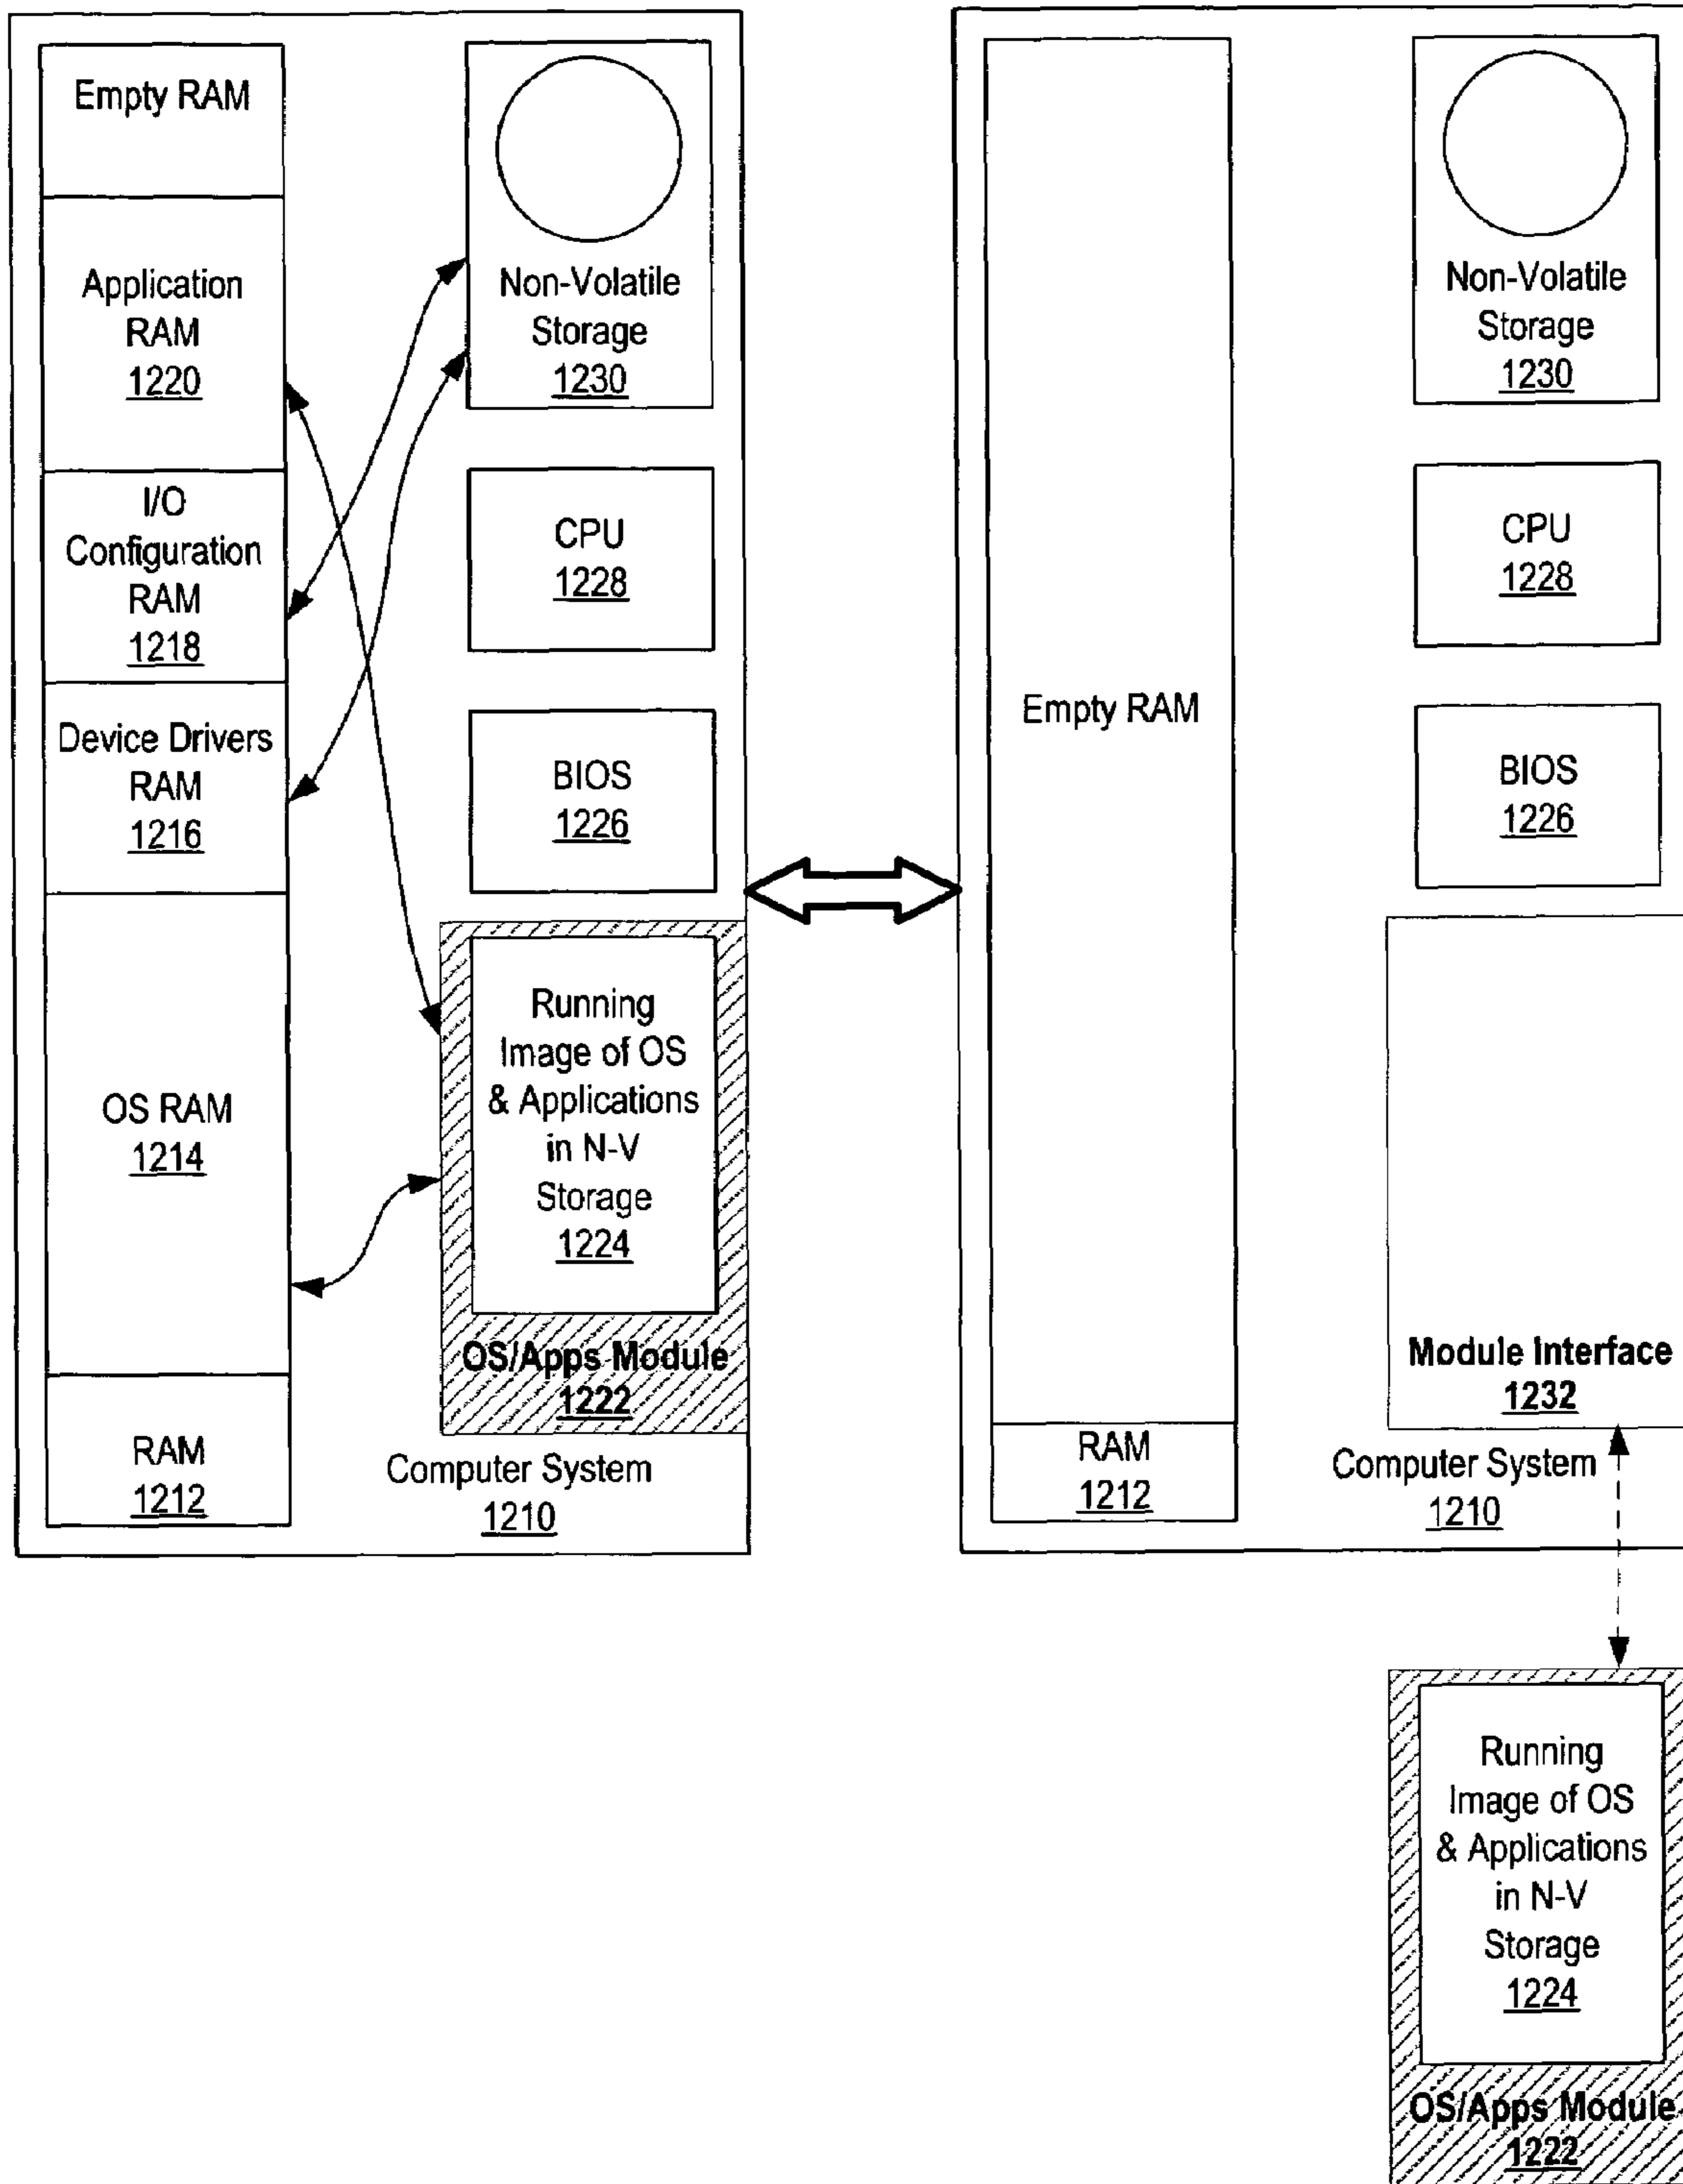 Empty RAM
Application
RAM
1220
I/O
Configuration
RAM
1218
Device Drivers
RAM
1216
OS RAM
1214
RAM
1212
Non-Volatile
Storage
1230
CPU
1228
BIOS
1226
Running
Image of OS
& Applications
in N-V
Storage
1224
OS/Apps Module
1222
Computer System
1210
Empty RAM
RAM
1212
Non-Volatile
Storage
1230
CPU
1228
BIOS
1226
Module Interface
1232
Computer System
1210
Running
Image of OS
& Applications
in N-V
Storage
1224
OS/Apps Module
1222